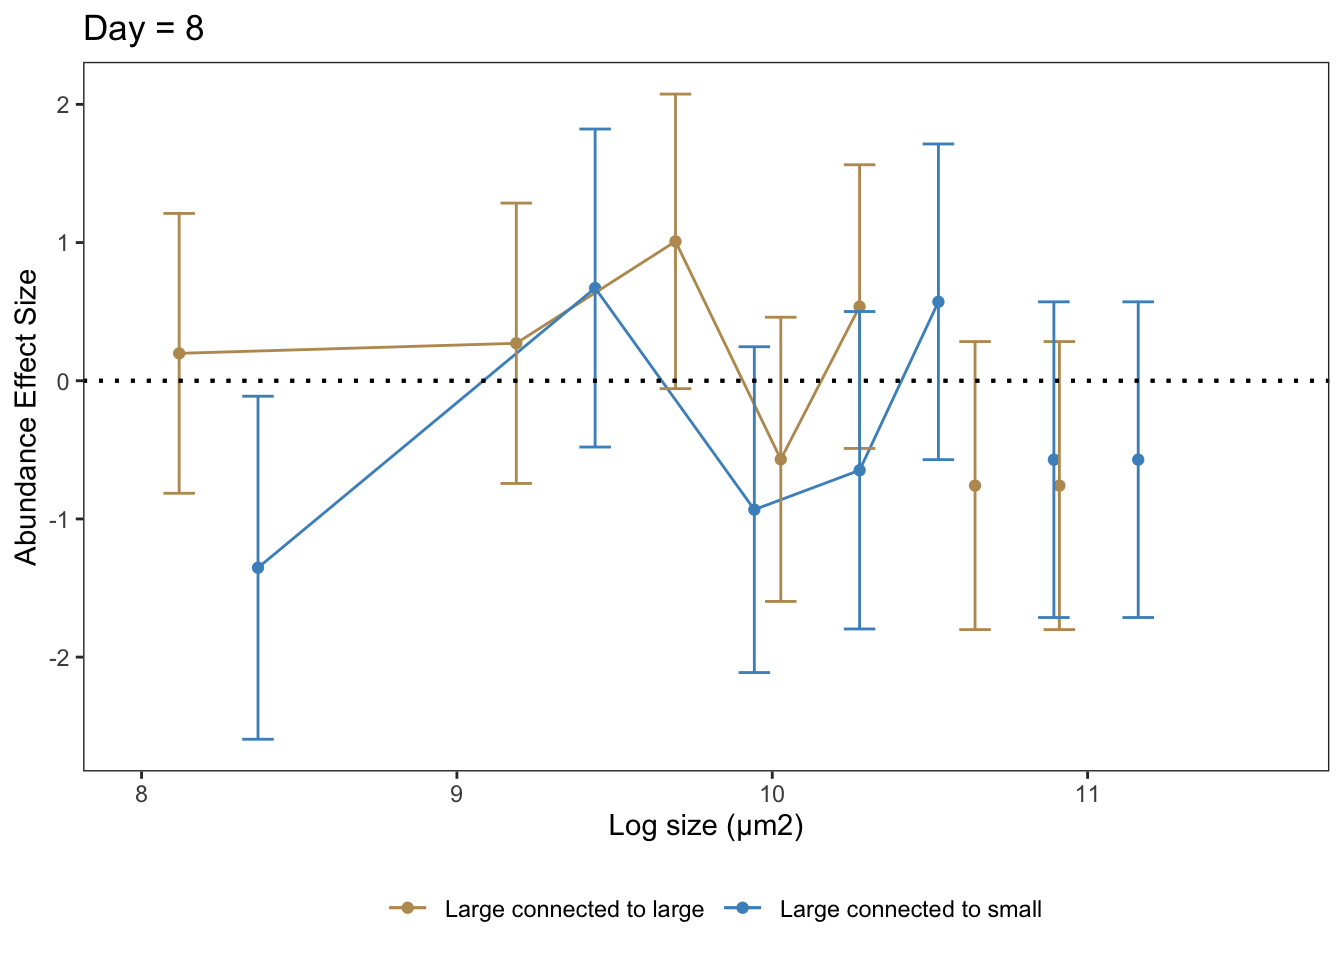 Day = 8
Abundance Effect Size
2
1
0
-1
-2
8 9 10 11
Log size (μm2)
Large connected to large Large connected to small